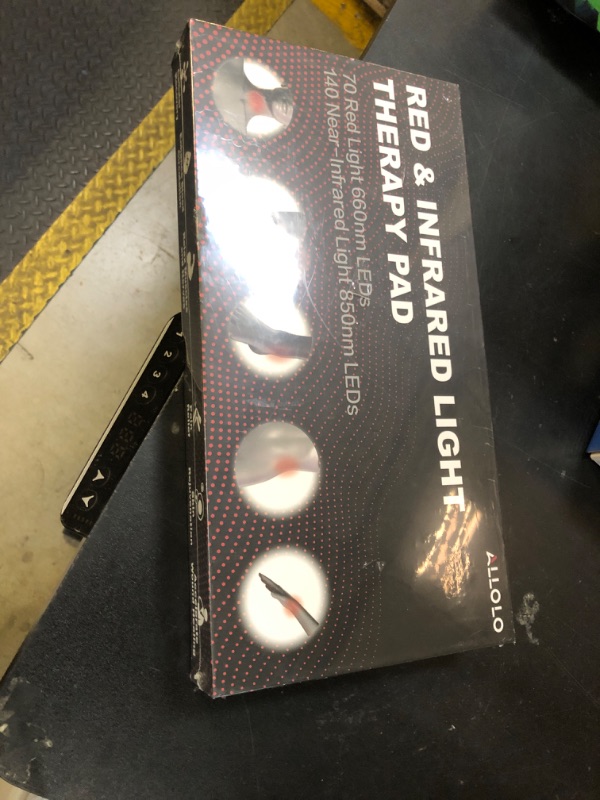 RED & INFRARED LIGHT
THERAPY PAD
70 Red Light 660nm LEDs
140 Near-Infrared Light 850nm LEDs
ALLOLO
1
2
3
4